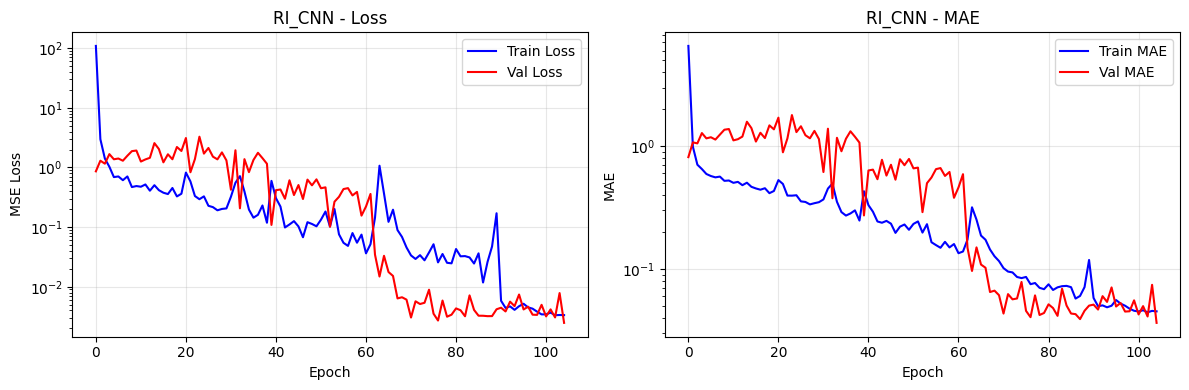 RI_CNN - Loss
MSE Loss
10²
10¹
10⁰
10⁻¹
10⁻²
Train Loss
Val Loss
0 20 40 60 80 100
Epoch
RI_CNN - MAE
MAE
10⁰
10⁻¹
Train MAE
Val MAE
0 20 40 60 80 100
Epoch